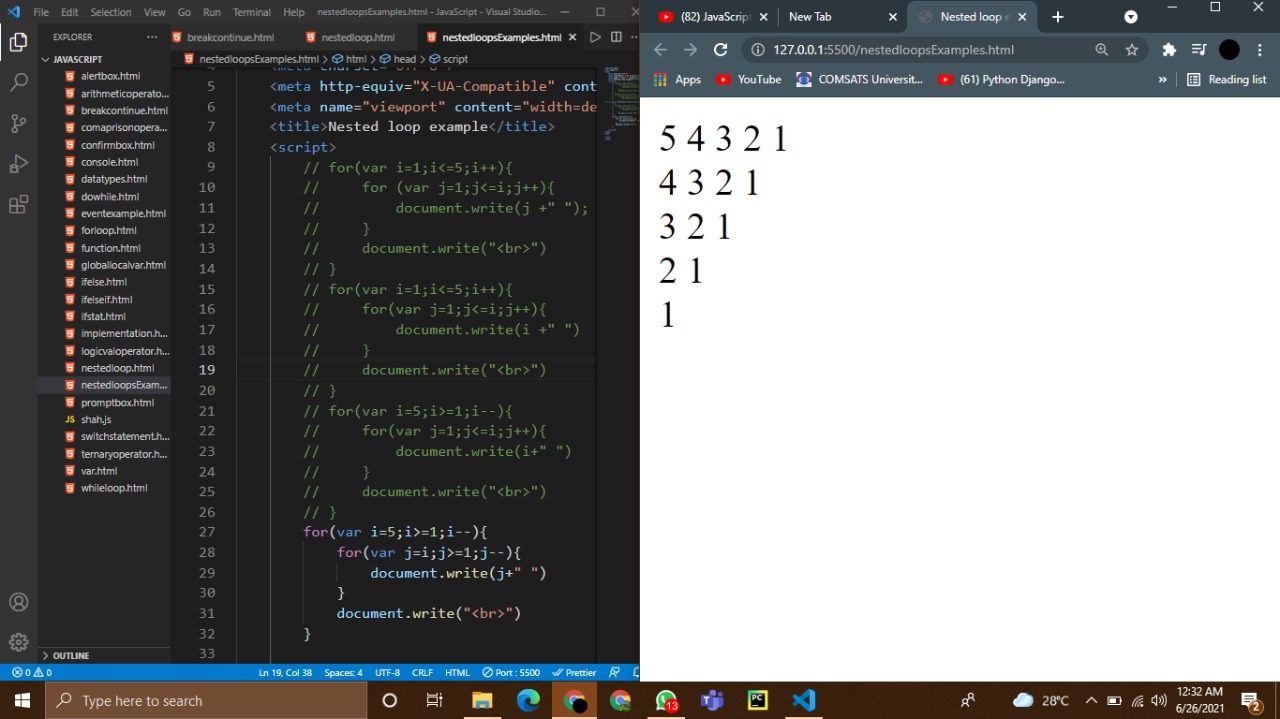 File Edit Selection View Go Run Terminal Help nestedloopsExamples.html - JavaScript - Visual Studio...
EXPLORER
JAVASCRIPT
alertbox.html
arithmeticoperato...
breakcontinue.html
comaprisonopera...
confirmbox.html
console.html
datatypes.html
dowhile.html
eventexample.html
forloop.html
function.html
globallocalvar.html
ifelse.html
ifelseif.html
ifstat.html
implementation.h...
logicvaloperator.h...
nestedloop.html
nestedloopsExam...
promptbox.html
JS shah.js
switchstatement.h...
ternaryoperator.h...
var.html
whileloop.html
OUTLINE
breakcontinue.html nestedloop.html nestedloopsExamples.html
nestedloopsExamples.html > html > head > script
5 <meta http-equiv="X-UA-Compatible" cont
6 <meta name="viewport" content="width=de
7 <title>Nested loop example</title>
8 <script>
9 // for(var i=1;i<=5;i++){
10 //     for (var j=1;j<=i;j++){
11 //         document.write(j +" ");
12 //     }
13 //     document.write("<br>")
14 // }
15 // for(var i=1;i<=5;i++){
16 //     for(var j=1;j<=i;j++){
17 //         document.write(i +" ")
18 //     }
19 //     document.write("<br>")
20 // }
21 // for(var i=5;i>=1;i--){
22 //     for(var j=1;j<=i;j++){
23 //         document.write(i+" ")
24 //     }
25 //     document.write("<br>")
26 // }
27 for(var i=5;i>=1;i--){
28     for(var j=i;j>=1;j--){
29         document.write(j+" ")
30     }
31     document.write("<br>")
32 }
33
0 0 Ln 19, Col 38 Spaces: 4 UTF-8 CRLF HTML Port : 5500 Prettier
(82) JavaScript New Tab Nested loop e
127.0.0.1:5500/nestedloopsExamples.html
Apps YouTube COMSATS Universit... (61) Python Django... » Reading list
5 4 3 2 1
4 3 2 1
3 2 1
2 1
1
Type here to search
13
PC
28°C
12:32 AM
6/26/2021
2